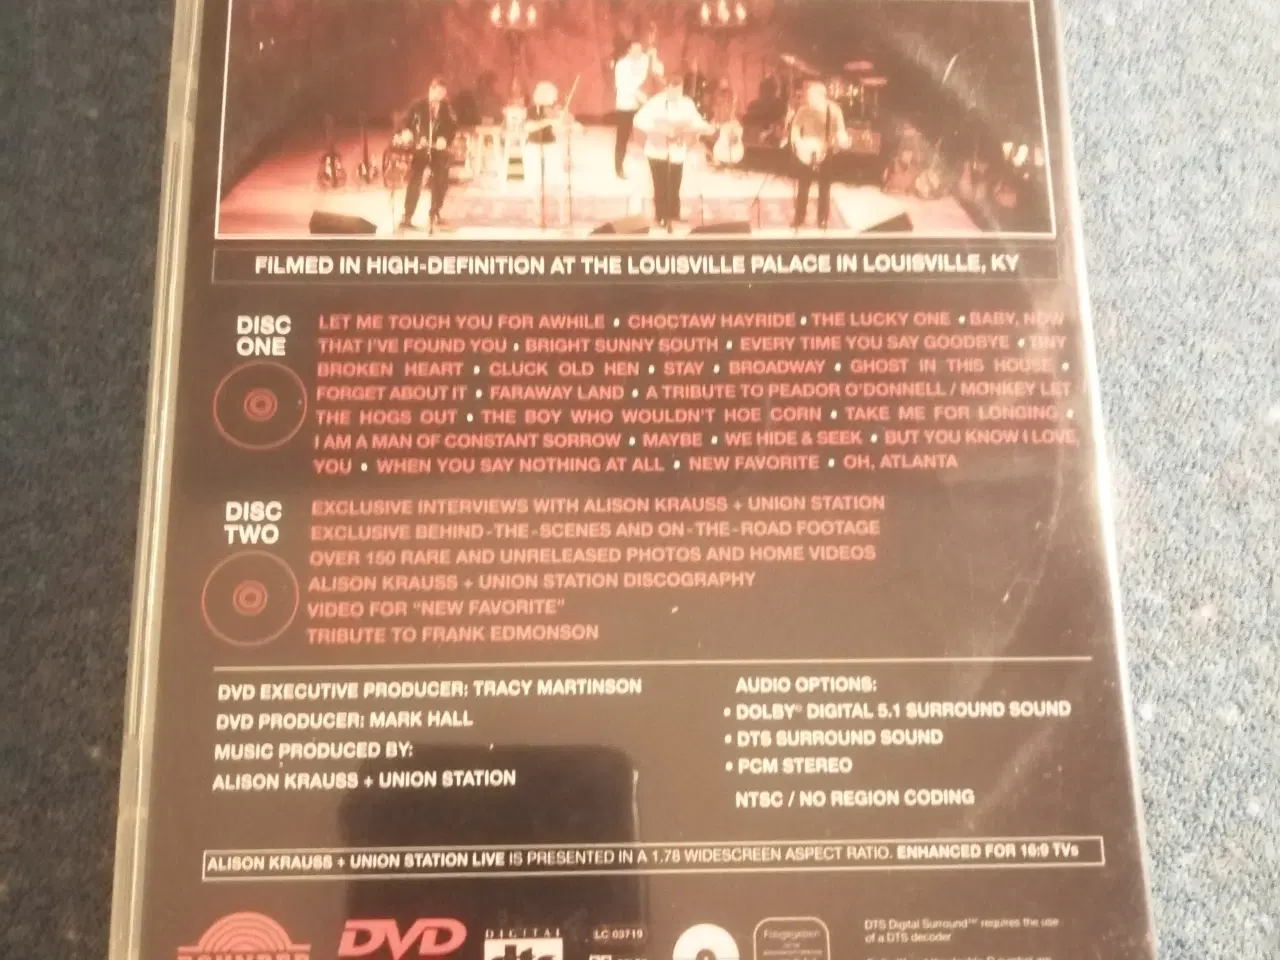 FILMED IN HIGH-DEFINITION AT THE LOUISVILLE PALACE IN LOUISVILLE, KY
DISC
ONE
LET ME TOUCH YOU FOR AWHILE • CHOCTAW HAYRIDE • THE LUCKY ONE • BABY, NOW
THAT I'VE FOUND YOU • BRIGHT SUNNY SOUTH • EVERY TIME YOU SAY GOODBYE • TINY
BROKEN HEART • CLUCK OLD HEN • STAY • BROADWAY • GHOST IN THIS HOUSE •
FORGET ABOUT IT • FARAWAY LAND • A TRIBUTE TO PEADOR O'DONNELL / MONKEY LET
THE HOGS OUT • THE BOY WHO WOULDN'T HOE CORN • TAKE ME FOR LONGING •
I AM A MAN OF CONSTANT SORROW • MAYBE • WE HIDE & SEEK • BUT YOU KNOW I LOVE
YOU • WHEN YOU SAY NOTHING AT ALL • NEW FAVORITE • OH, ATLANTA
DISC
TWO
EXCLUSIVE INTERVIEWS WITH ALISON KRAUSS + UNION STATION
EXCLUSIVE BEHIND-THE-SCENES AND ON-THE-ROAD FOOTAGE
OVER 150 RARE AND UNRELEASED PHOTOS AND HOME VIDEOS
ALISON KRAUSS + UNION STATION DISCOGRAPHY
VIDEO FOR "NEW FAVORITE"
TRIBUTE TO FRANK EDMONSON
DVD EXECUTIVE PRODUCER: TRACY MARTINSON
DVD PRODUCER: MARK HALL
MUSIC PRODUCED BY:
ALISON KRAUSS + UNION STATION
AUDIO OPTIONS:
• DOLBY® DIGITAL 5.1 SURROUND SOUND
• DTS SURROUND SOUND
• PCM STEREO
NTSC / NO REGION CODING
ALISON KRAUSS + UNION STATION LIVE IS PRESENTED IN A 1.78 WIDESCREEN ASPECT RATIO. ENHANCED FOR 16:9 TVs
ROUNDER
DVD
DIGITAL
dts
LC 03719
Freigegeben
DTS Digital Surround™ requires the use
of a DTS decoder